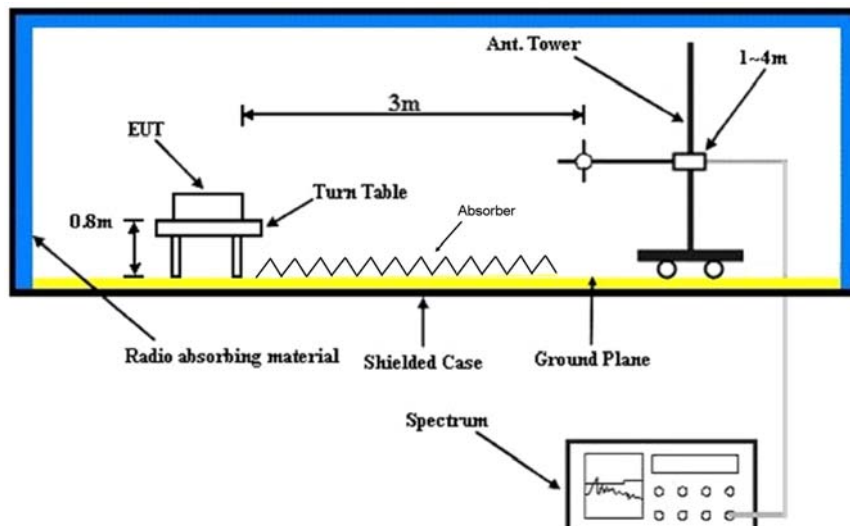 Ant. Tower
1~4m
3m
EUT
Turn Table
0.8m
Absorber
Radio absorbing material
Shielded Case
Ground Plane
Spectrum